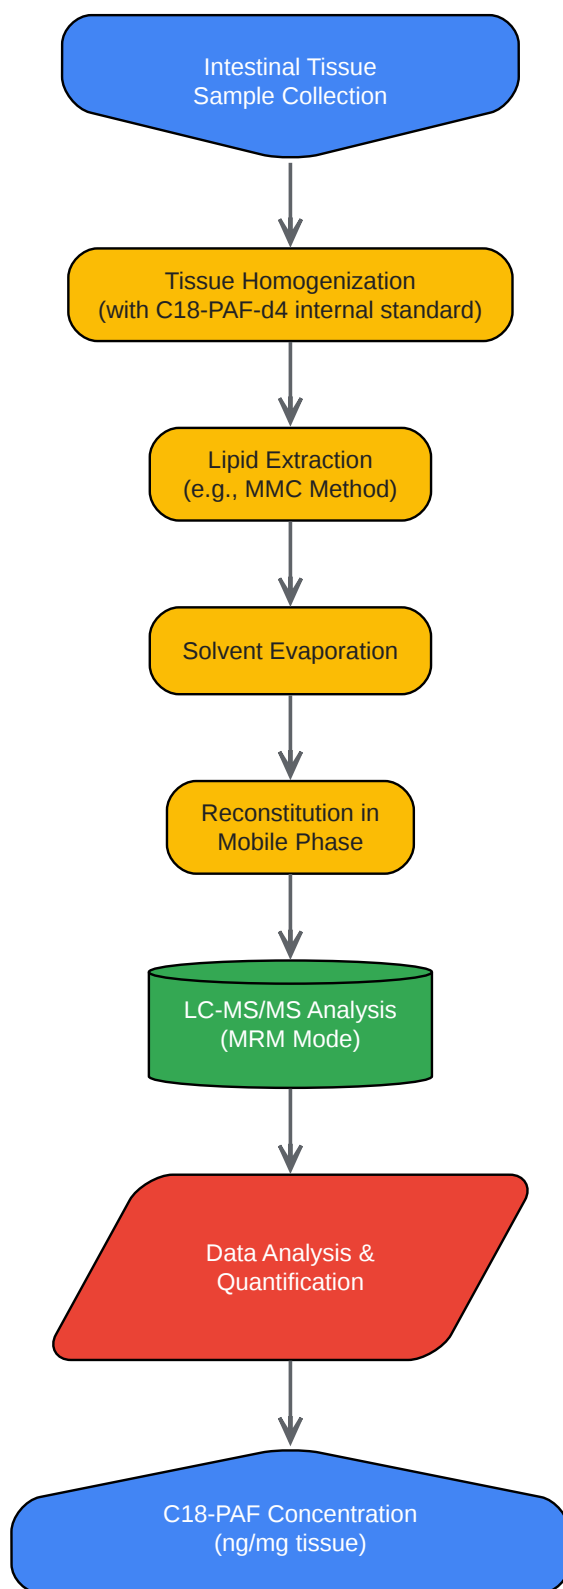 Intestinal Tissue
Sample Collection
Tissue Homogenization
(with C18-PAF-d4 internal standard)
Lipid Extraction
(e.g., MMC Method)
Solvent Evaporation
Reconstitution in
Mobile Phase
LC-MS/MS Analysis
(MRM Mode)
Data Analysis &
Quantification
C18-PAF Concentration
(ng/mg tissue)